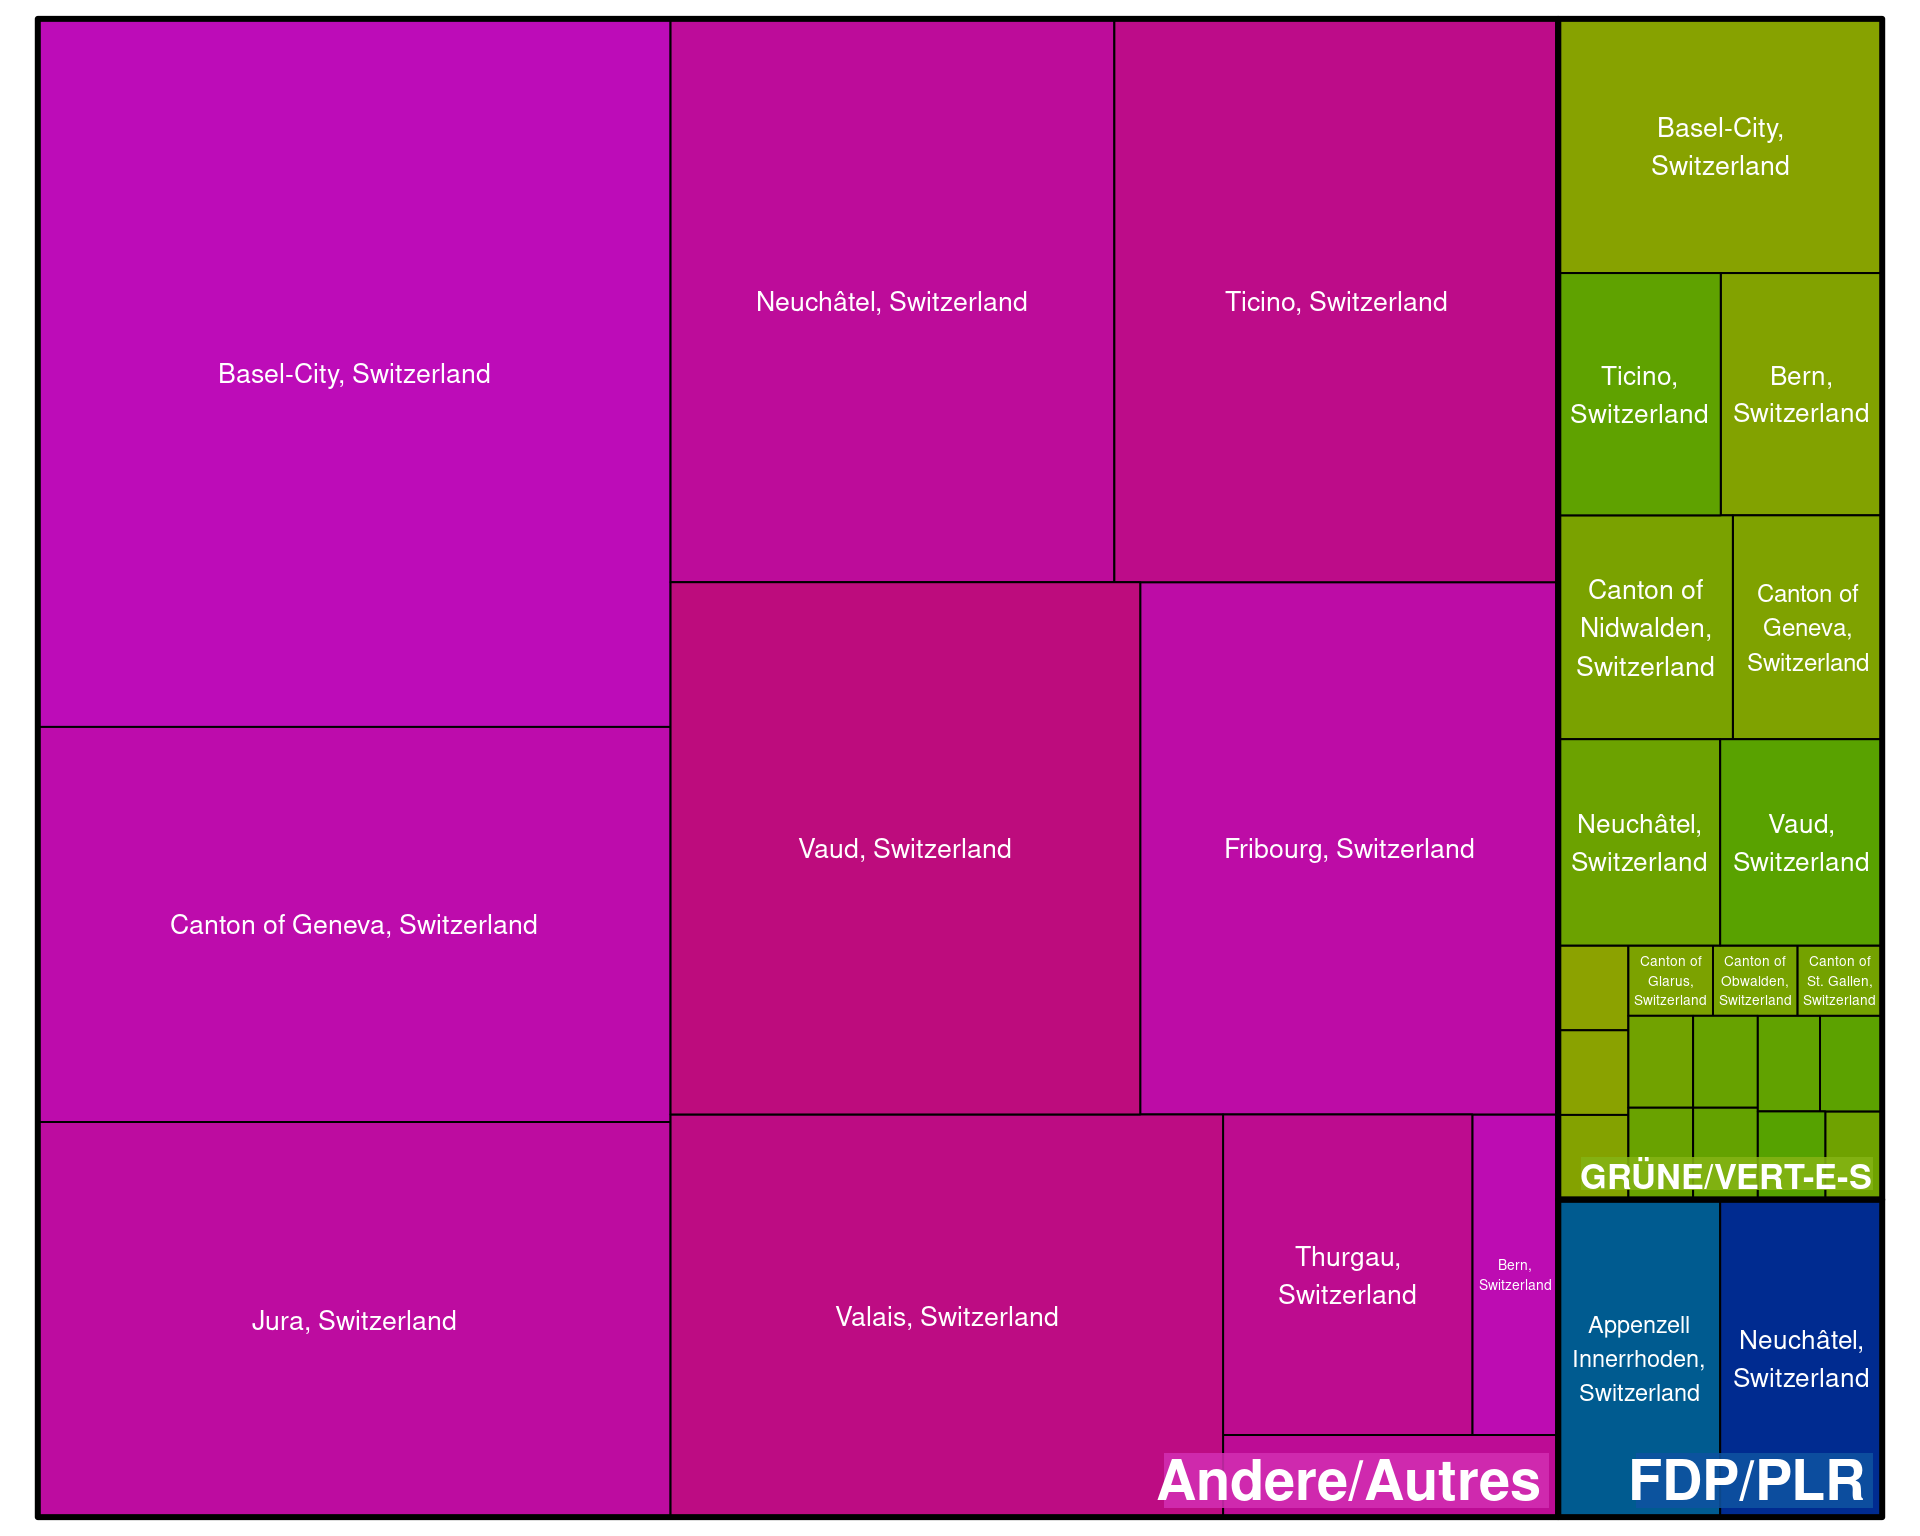 Basel-City, Switzerland
Canton of Geneva, Switzerland
Jura, Switzerland
Neuchâtel, Switzerland
Ticino, Switzerland
Vaud, Switzerland
Fribourg, Switzerland
Valais, Switzerland
Thurgau,
Switzerland
Bern,
Switzerland
Andere/Autres
Basel-City,
Switzerland
Ticino,
Switzerland
Bern,
Switzerland
Canton of
Nidwalden,
Switzerland
Canton of
Geneva,
Switzerland
Neuchâtel,
Switzerland
Vaud,
Switzerland
Canton of
Glarus,
Switzerland
Canton of
Obwalden,
Switzerland
Canton of
St. Gallen,
Switzerland
GRÜNE/VERT-E-S
Appenzell
Innerrhoden,
Switzerland
Neuchâtel,
Switzerland
FDP/PLR